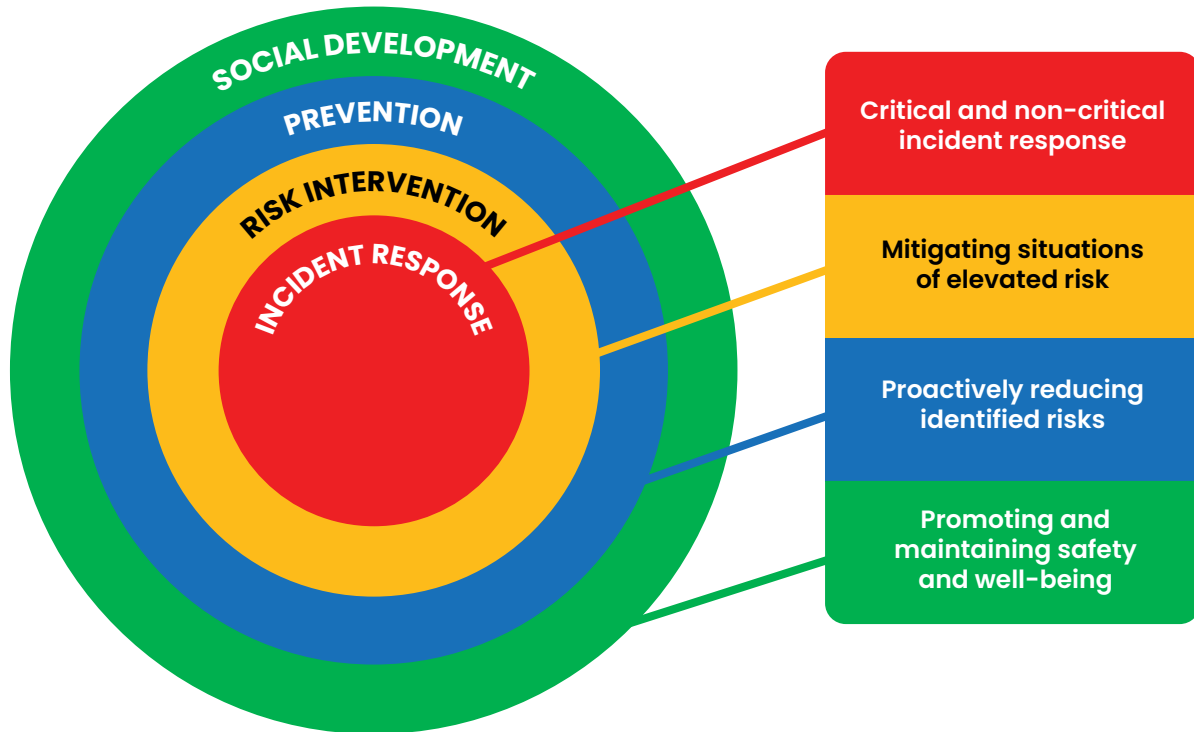 SOCIAL DEVELOPMENT
PREVENTION
RISK INTERVENTION
INCIDENT RESPONSE
Critical and non-critical
incident response
Mitigating situations
of elevated risk
Proactively reducing
identified risks
Promoting and
maintaining safety
and well-being